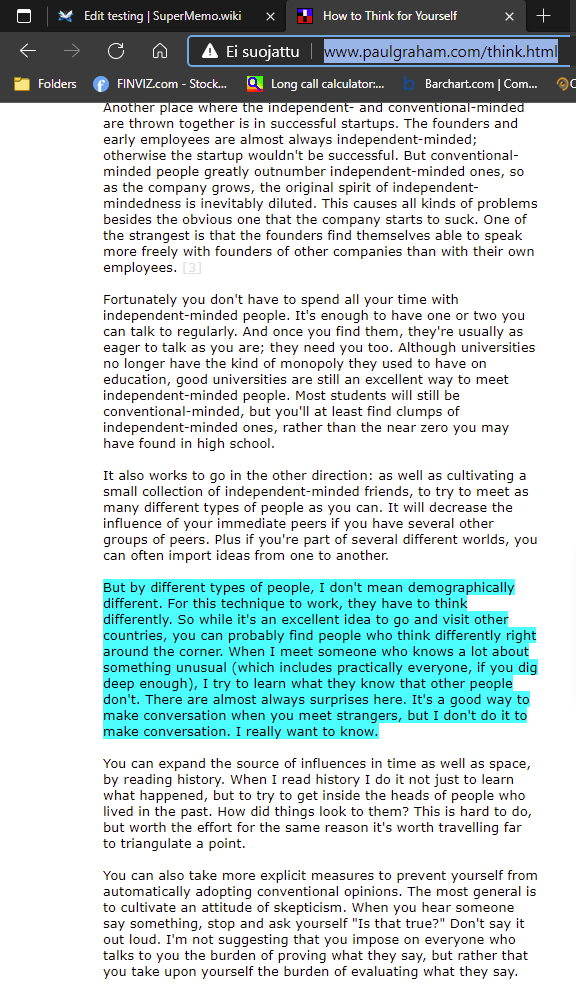 Edit testing | SuperMemo.wiki
How to Think for Yourself
Ei suojattu
www.paulgraham.com/think.html
Folders
FINVIZ.com - Stock...
Long call calculator:...
Barchart.com | Com...
Another place where the independent- and conventional-minded
are thrown together is in successful startups. The founders and
early employees are almost always independent-minded;
otherwise the startup wouldn't be successful. But conventional-
minded people greatly outnumber independent-minded ones, so
as the company grows, the original spirit of independent-
mindedness is inevitably diluted. This causes all kinds of problems
besides the obvious one that the company starts to suck. One of
the strangest is that the founders find themselves able to speak
more freely with founders of other companies than with their own
employees. [3]
Fortunately you don't have to spend all your time with
independent-minded people. It's enough to have one or two you
can talk to regularly. And once you find them, they're usually as
eager to talk as you are; they need you too. Although universities
no longer have the kind of monopoly they used to have on
education, good universities are still an excellent way to meet
independent-minded people. Most students will still be
conventional-minded, but you'll at least find clumps of
independent-minded ones, rather than the near zero you may
have found in high school.
It also works to go in the other direction: as well as cultivating a
small collection of independent-minded friends, to try to meet as
many different types of people as you can. It will decrease the
influence of your immediate peers if you have several other
groups of peers. Plus if you're part of several different worlds, you
can often import ideas from one to another.
But by different types of people, I don't mean demographically
different. For this technique to work, they have to think
differently. So while it's an excellent idea to go and visit other
countries, you can probably find people who think differently right
around the corner. When I meet someone who knows a lot about
something unusual (which includes practically everyone, if you dig
deep enough), I try to learn what they know that other people
don't. There are almost always surprises here. It's a good way to
make conversation when you meet strangers, but I don't do it to
make conversation. I really want to know.
You can expand the source of influences in time as well as space,
by reading history. When I read history I do it not just to learn
what happened, but to try to get inside the heads of people who
lived in the past. How did things look to them? This is hard to do,
but worth the effort for the same reason it's worth travelling far
to triangulate a point.
You can also take more explicit measures to prevent yourself from
automatically adopting conventional opinions. The most general is
to cultivate an attitude of skepticism. When you hear someone
say something, stop and ask yourself "Is that true?" Don't say it
out loud. I'm not suggesting that you impose on everyone who
talks to you the burden of proving what they say, but rather that
you take upon yourself the burden of evaluating what they say.